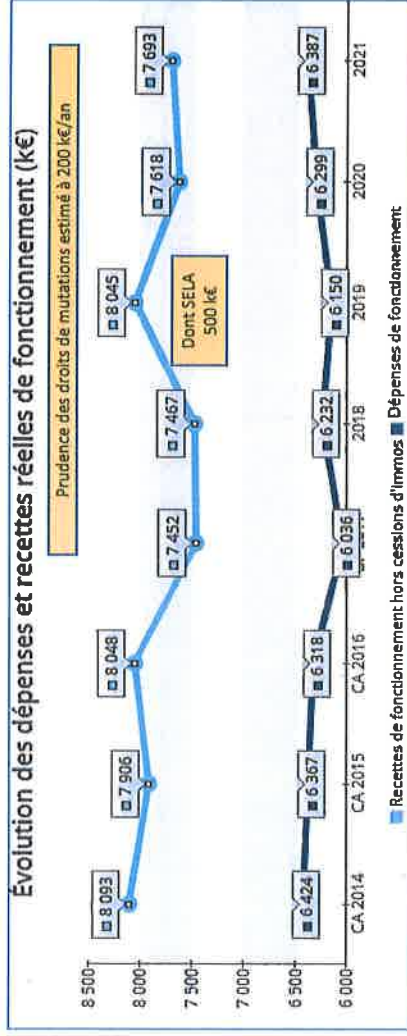 Évolution des dépenses et recettes réelles de fonctionnement (k€)
Prudence des droits de mutations estimé à 200 k€/an
8 500
8 000
7 500
7 000
6 500
6 000
8 093
7 906
8 048
7 452
7 467
8 045
7 618
7 693
Dont SELA
500 k€
6 424
6 367
6 318
6 036
6 232
6 150
6 299
6 387
CA 2014
CA 2015
CA 2016
2018
2019
2020
2021
Recettes de fonctionnement hors cessions d'immos
Dépenses de fonctionnement